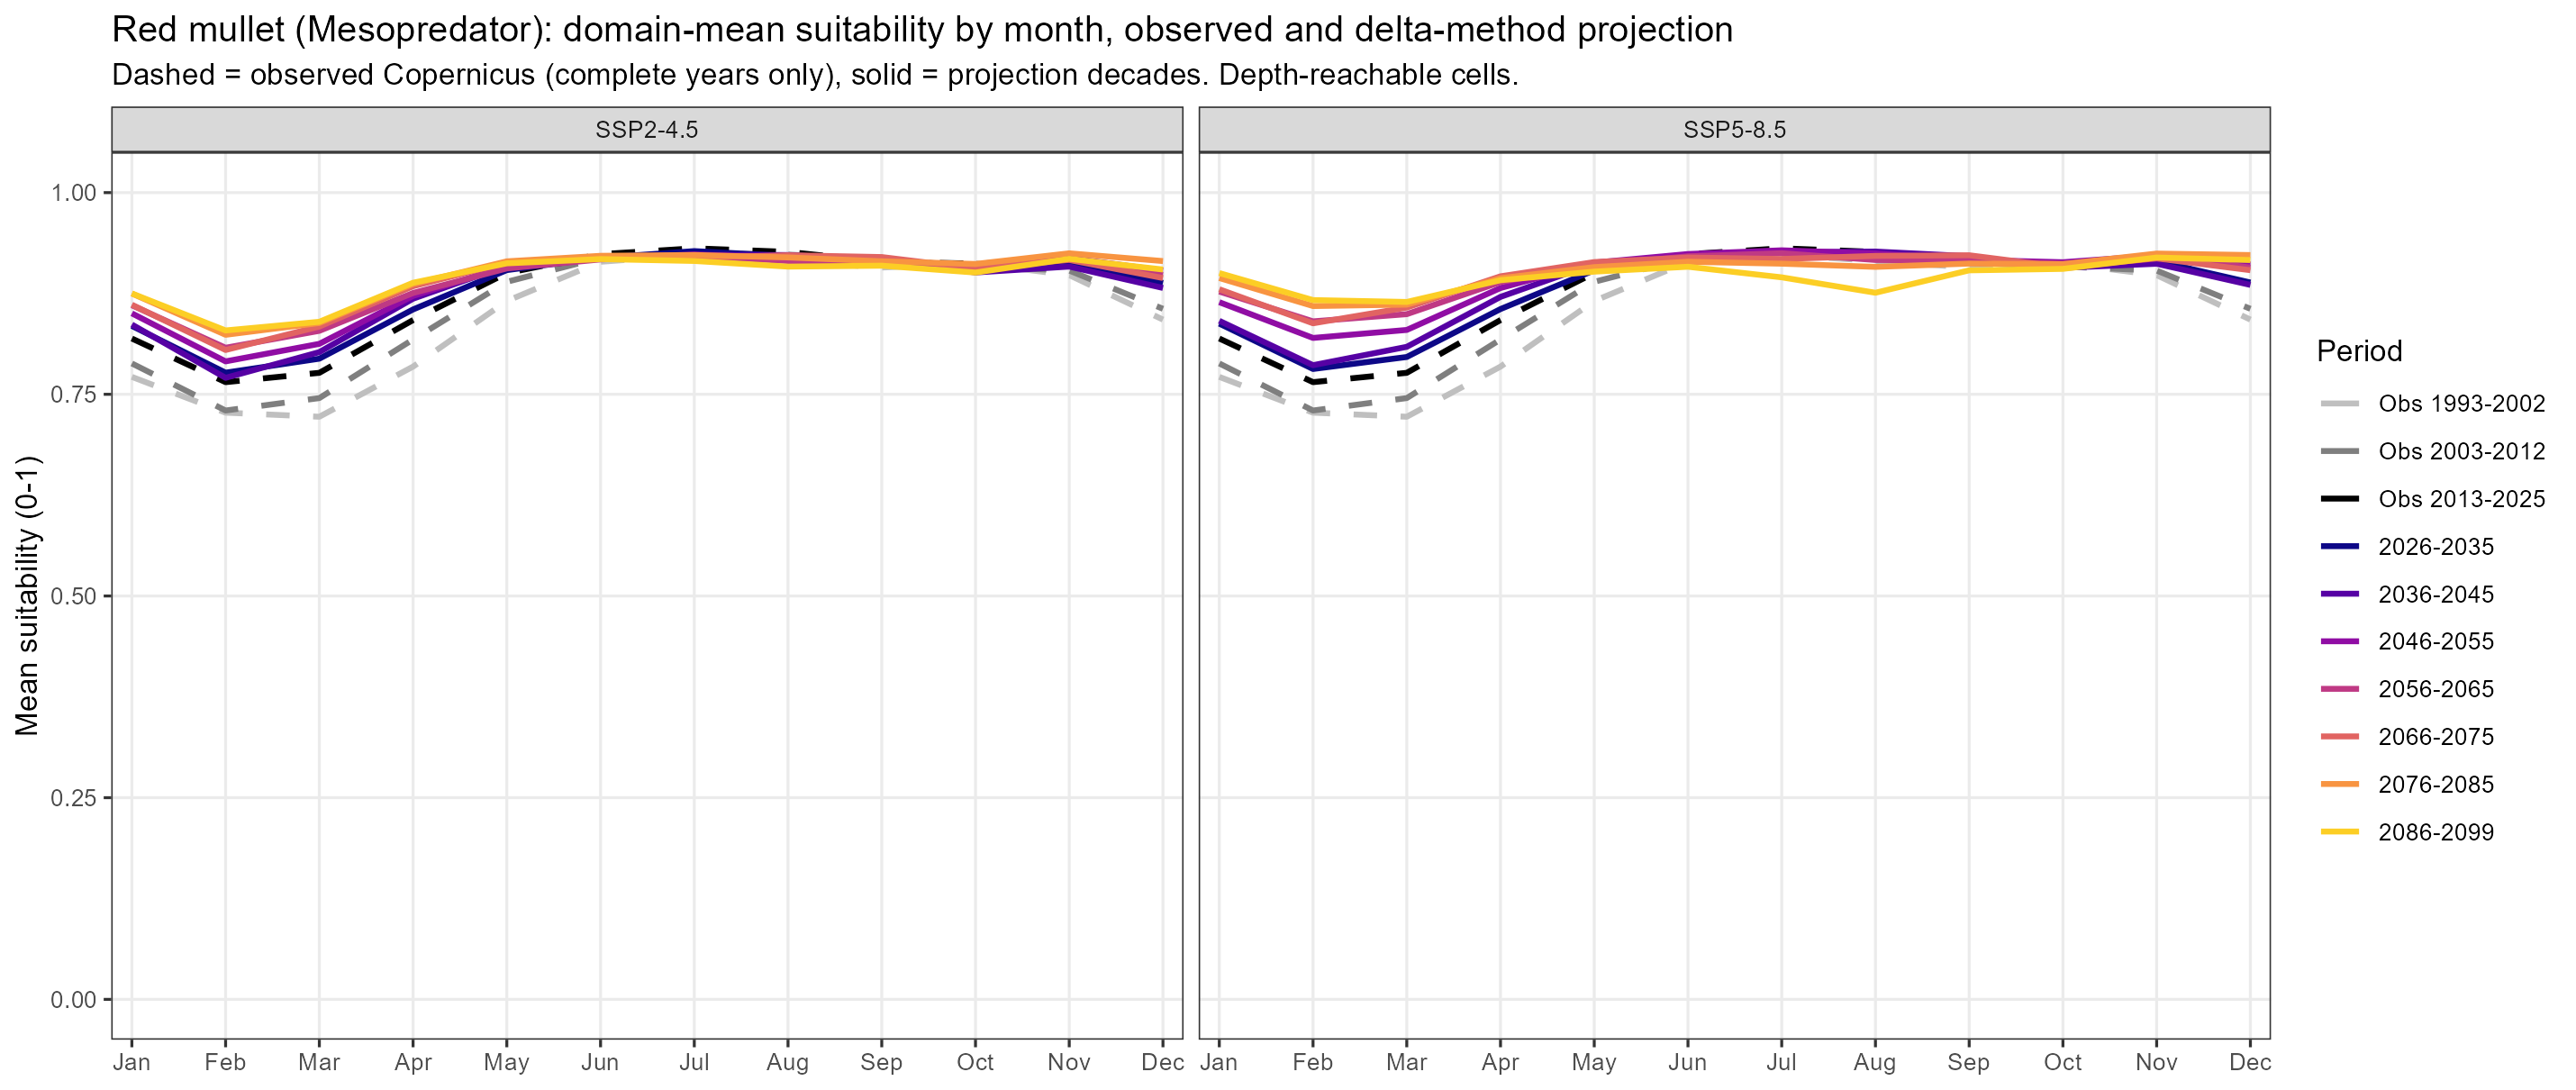 Red mullet (Mesopredator): domain-mean suitability by month, observed and delta-method projection
Dashed = observed Copernicus (complete years only), solid = projection decades. Depth-reachable cells.
SSP2-4.5
SSP5-8.5
Mean suitability (0-1)
1.00
0.75
0.50
0.25
0.00
Jan Feb Mar Apr May Jun Jul Aug Sep Oct Nov Dec
Jan Feb Mar Apr May Jun Jul Aug Sep Oct Nov Dec
Period
Obs 1993-2002
Obs 2003-2012
Obs 2013-2025
2026-2035
2036-2045
2046-2055
2056-2065
2066-2075
2076-2085
2086-2099